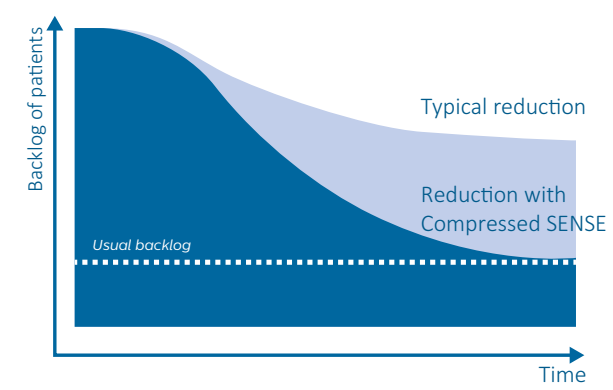 Backlog of patients
Typical reduction
Reduction with
Compressed SENSE
Usual backlog
Time